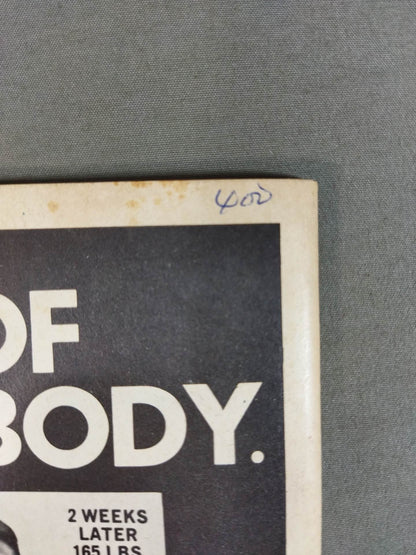 400
OF
BODY.
2 WEEKS
LATER
165 LBS.